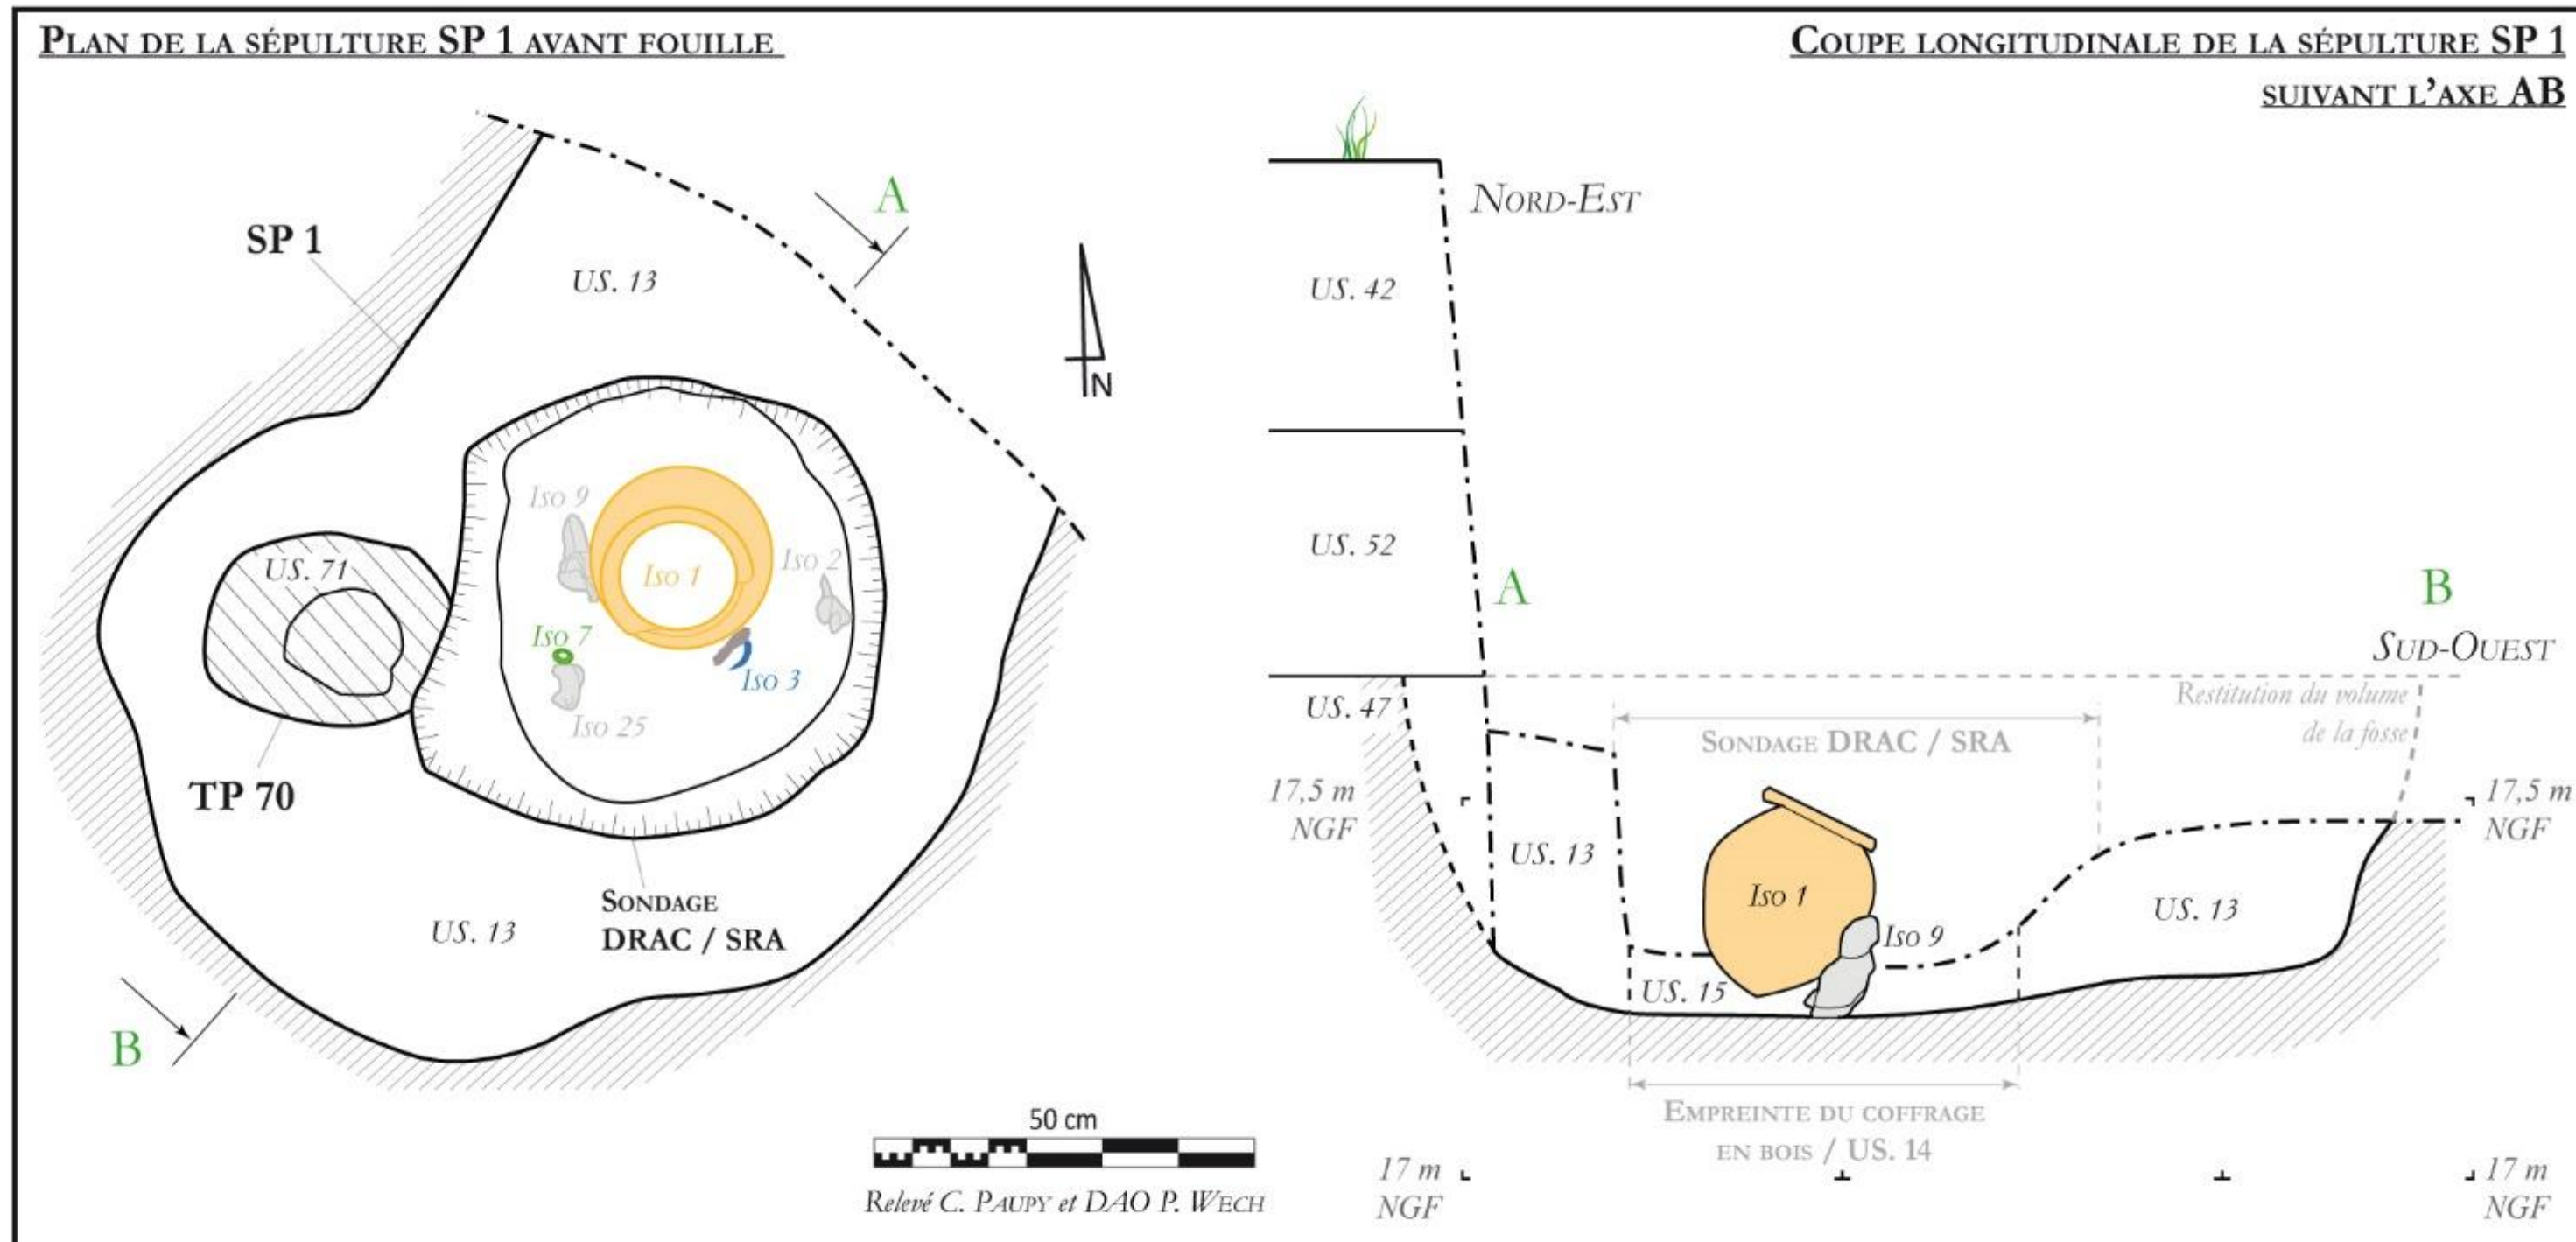 PLAN DE LA SÉPULTURE SP 1 AVANT FOUILLE
COUPE LONGITUDINALE DE LA SÉPULTURE SP 1
SUIVANT L'AXE AB
A
SP 1
US. 13
N
Iso 9
Iso 1
Iso 2
US. 71
Iso 7
Iso 3
Iso 25
TP 70
SONDAGE
DRAC / SRA
US. 13
B
50 cm
Relevé C. PAUPY et DAO P. WECH
NORD-EST
US. 42
US. 52
A
B
SUD-OUEST
US. 47
SONDAGE DRAC / SRA
Restitution du volume
de la fosse
17,5 m
NGF
17,5 m
NGF
US. 13
Iso 1
Iso 9
US. 13
US. 15
EMPREINTE DU COFFRAGE
EN BOIS / US. 14
17 m
NGF
17 m
NGF